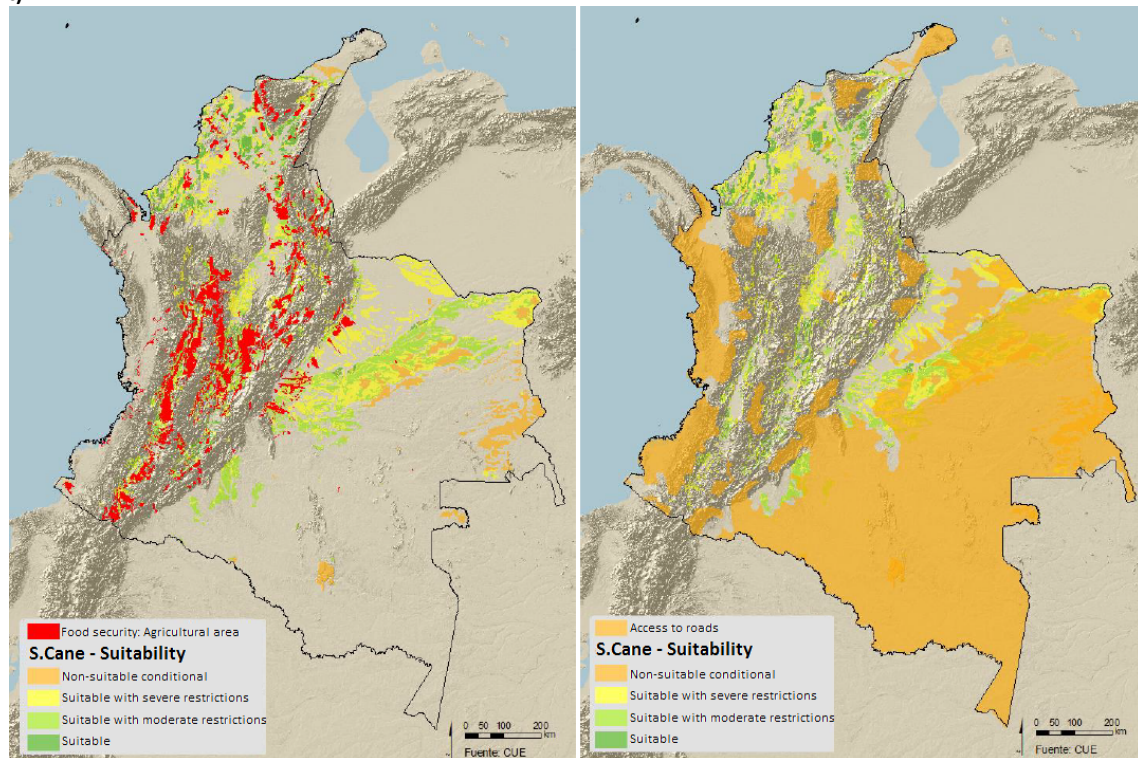 Food security: Agricultural area
S.Cane - Suitability
Non-suitable conditional
Suitable with severe restrictions
Suitable with moderate restrictions
Suitable
0 50 100 200
km
Fuente: CUE
Access to roads
S.Cane - Suitability
Non-suitable conditional
Suitable with severe restrictions
Suitable with moderate restrictions
Suitable
0 50 100 200
km
Fuente: CUE